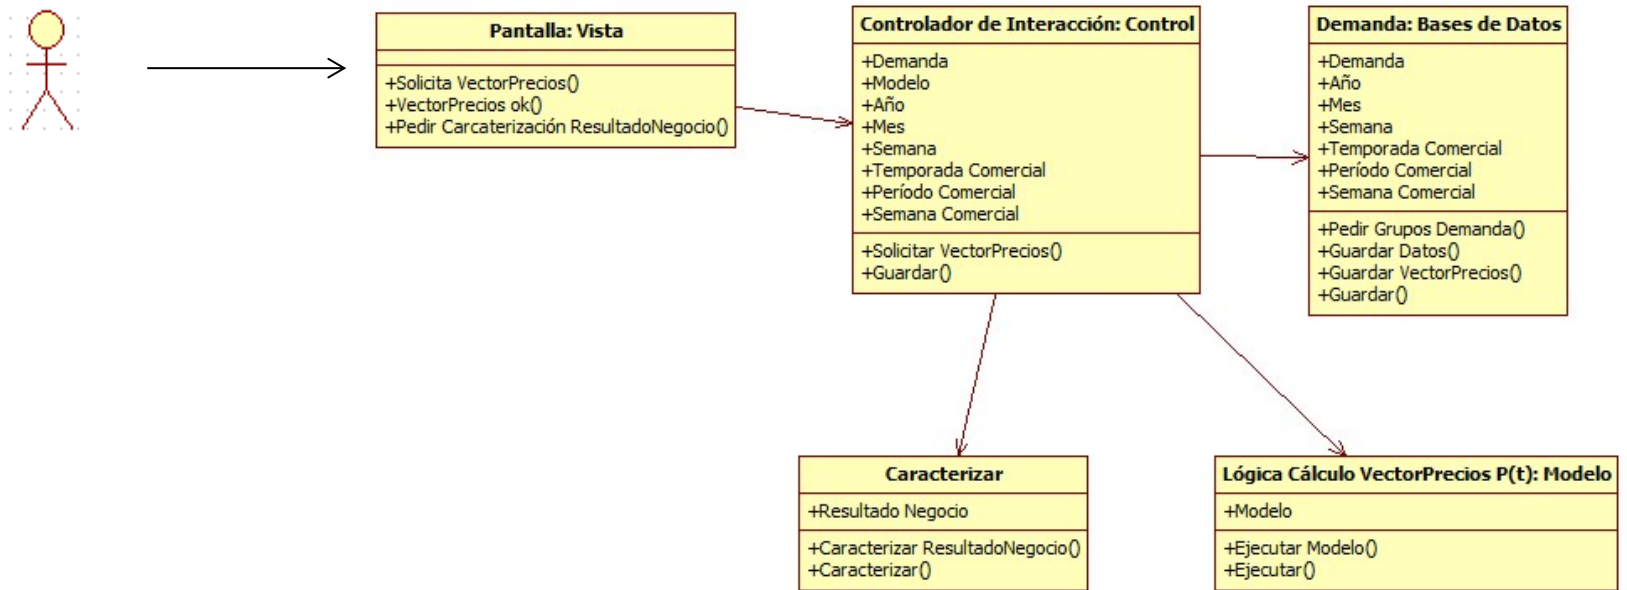 Pantalla: Vista
+Solicita VectorPrecios()
+VectorPrecios ok()
+Pedir Carcaterización ResultadoNegocio()
Controlador de Interacción: Control
+Demanda
+Modelo
+Año
+Mes
+Semana
+Temporada Comercial
+Período Comercial
+Semana Comercial
+Solicitar VectorPrecios()
+Guardar()
Demanda: Bases de Datos
+Demanda
+Año
+Mes
+Semana
+Temporada Comercial
+Período Comercial
+Semana Comercial
+Pedir Grupos Demanda()
+Guardar Datos()
+Guardar VectorPrecios()
+Guardar()
Caracterizar
+Resultado Negocio
+Caracterizar ResultadoNegocio()
+Caracterizar()
Lógica Cálculo VectorPrecios P(t): Modelo
+Modelo
+Ejecutar Modelo()
+Ejecutar()